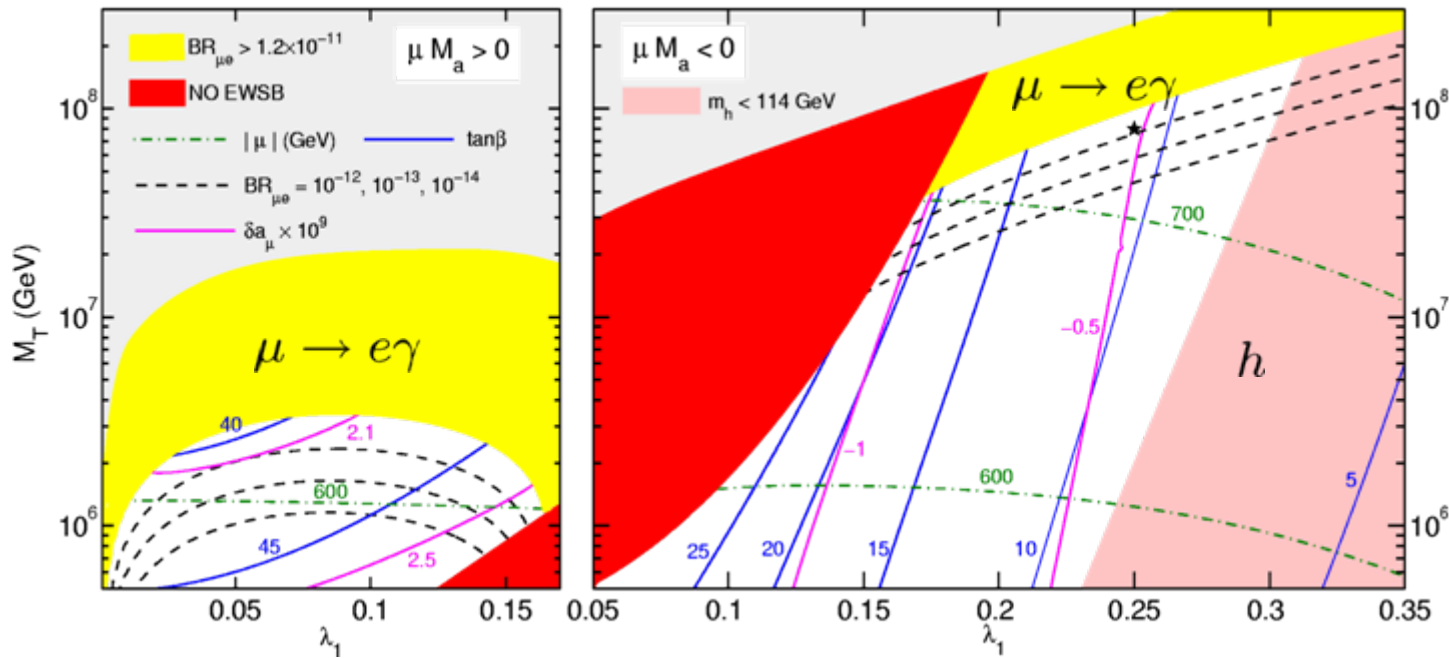 BR_{μe} > 1.2×10^{-11}
NO EWSB
μ M_a > 0
|μ| (GeV)
tanβ
BR_{μe} = 10^{-12}, 10^{-13}, 10^{-14}
δa_μ × 10^9
μ → eγ
40
2.1
600
45
2.5
M_T (GeV)
10^8
10^7
10^6
0.05
0.1
0.15
λ_1
μ M_a < 0
m_h < 114 GeV
μ → eγ
700
-0.5
h
-1
600
5
25
20
15
10
10^8
10^7
10^6
0.05
0.1
0.15
0.2
0.25
0.3
0.35
λ_1